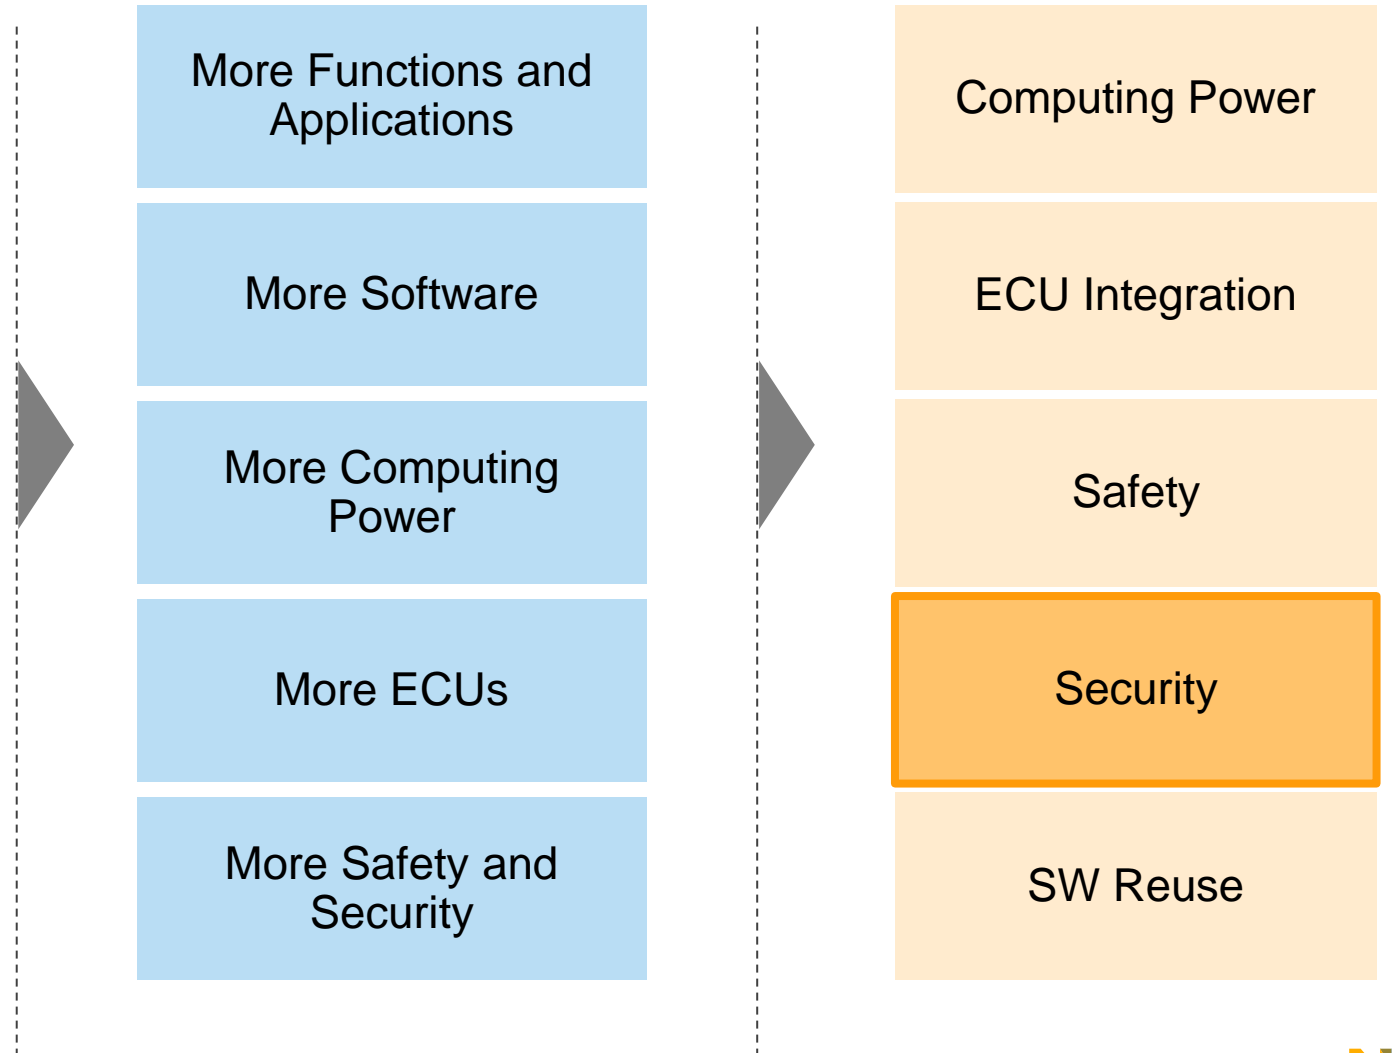 More Functions and
Applications
More Software
More Computing
Power
More ECUs
More Safety and
Security
Computing Power
ECU Integration
Safety
Security
SW Reuse